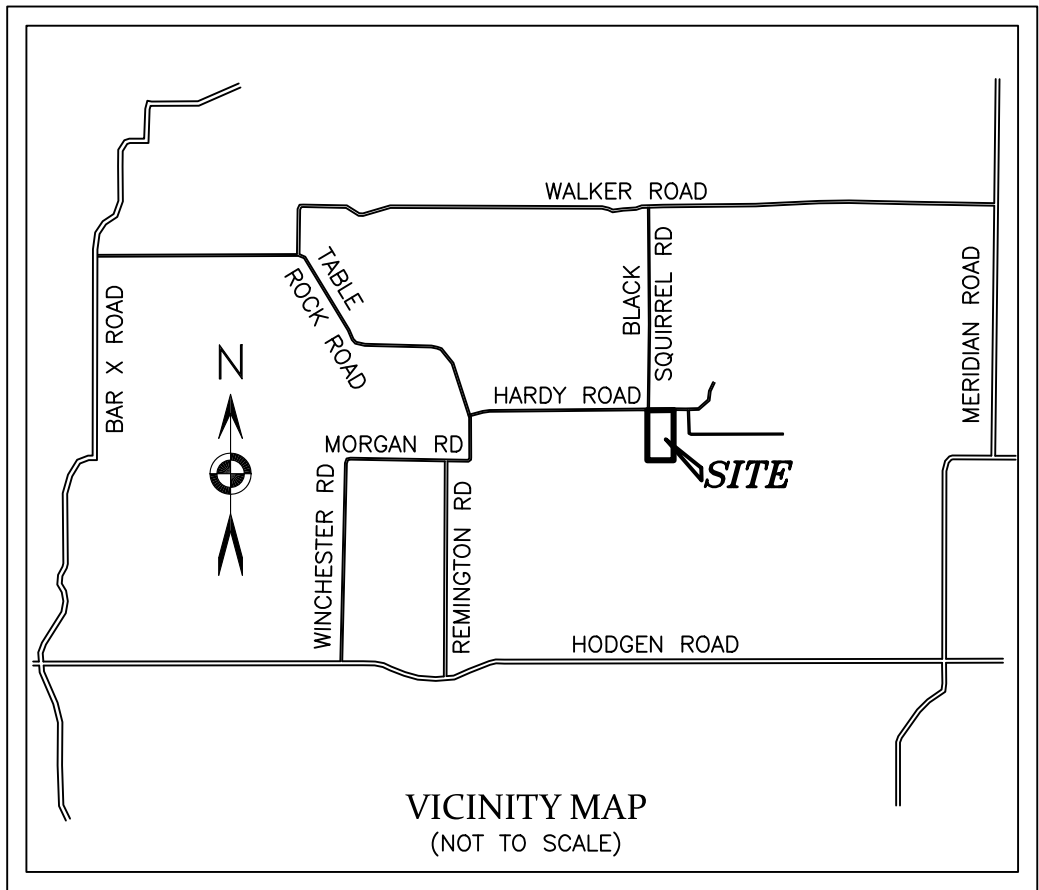 WALKER ROAD
TABLE
ROCK ROAD
BLACK
SQUIRREL RD
BAR X ROAD
MERIDIAN ROAD
N
HARDY ROAD
MORGAN RD
SITE
WINCHESTER RD
REMINGTON RD
HODGEN ROAD
VICINITY MAP
(NOT TO SCALE)